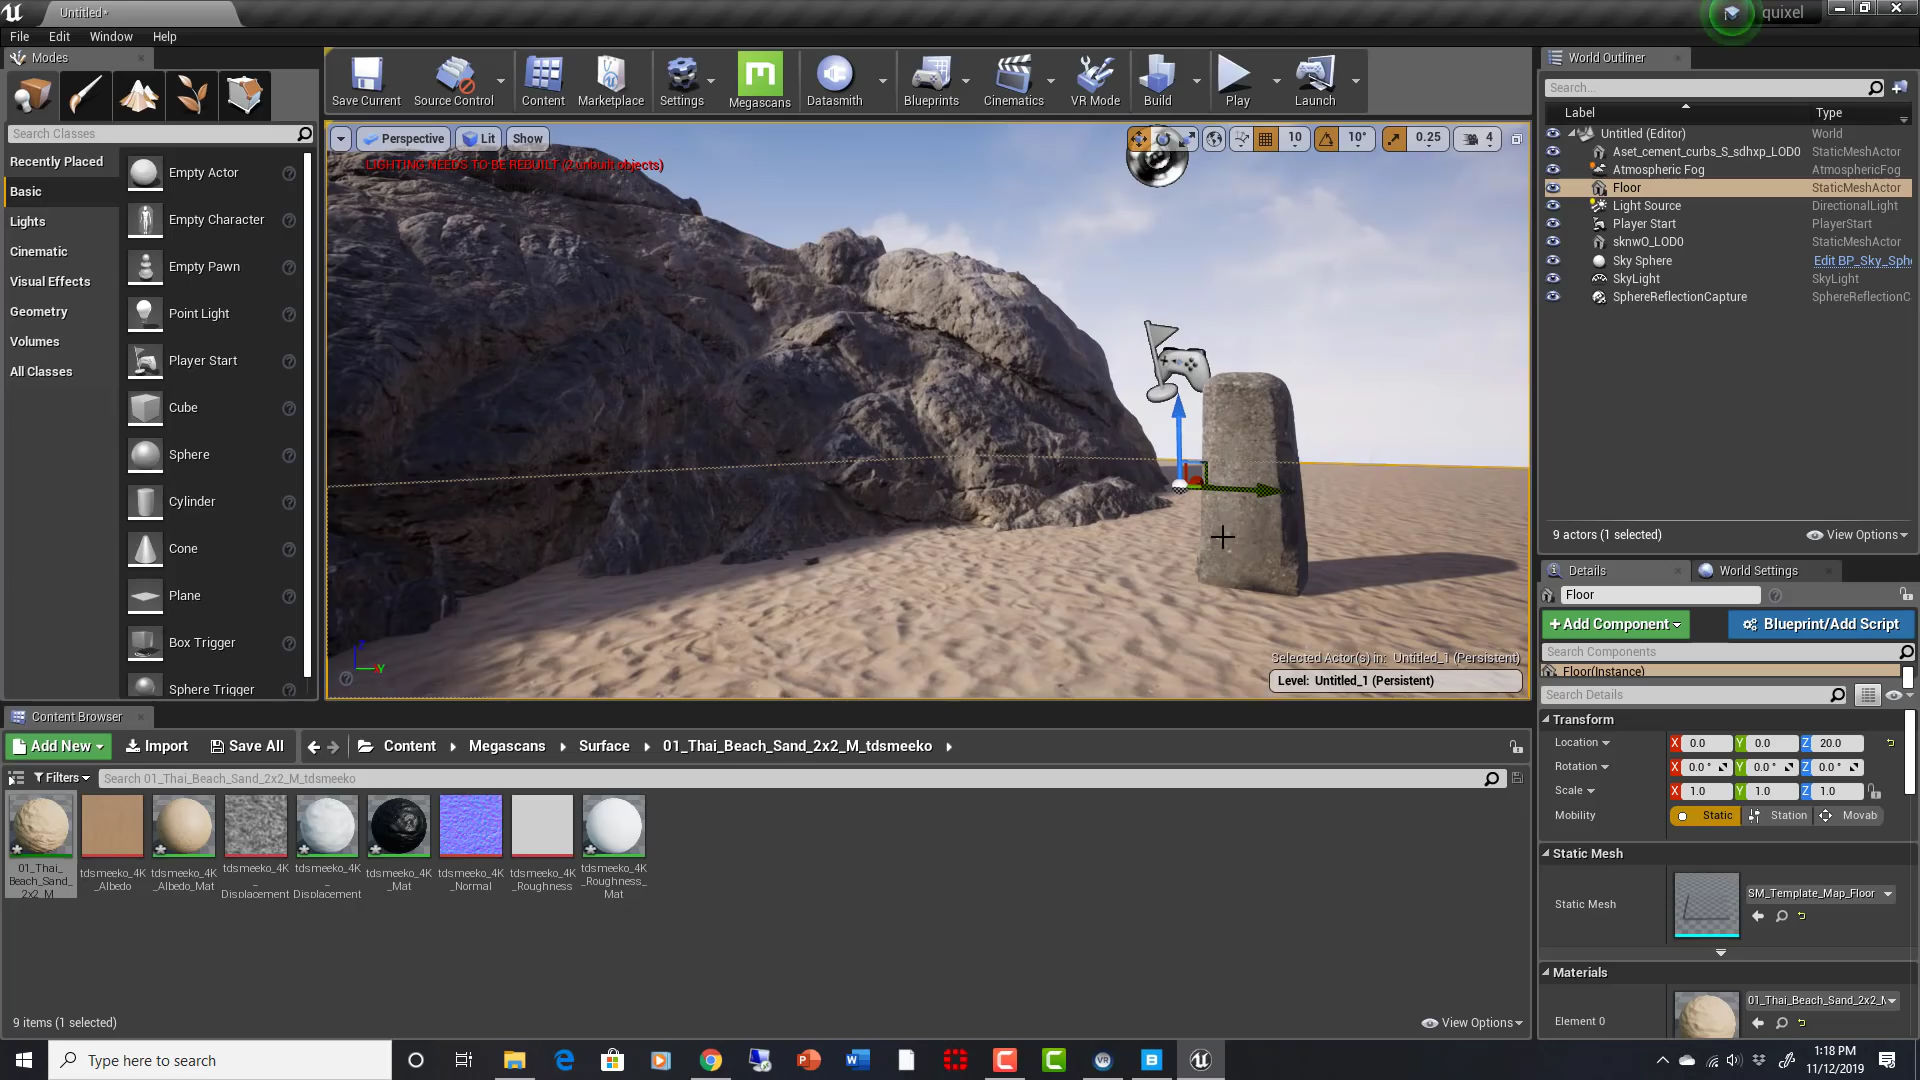 Untitled*
quixel
File Edit Window Help
Modes
Search Classes
Recently Placed
Basic
Lights
Cinematic
Visual Effects
Geometry
Volumes
All Classes
Empty Actor
Empty Character
Empty Pawn
Point Light
Player Start
Cube
Sphere
Cylinder
Cone
Plane
Box Trigger
Sphere Trigger
Save Current
Source Control
Content
Marketplace
Settings
Megascans
Datasmith
Blueprints
Cinematics
VR Mode
Build
Play
Launch
Perspective Lit Show
10 10° 0.25 4
LIGHTING NEEDS TO BE REBUILT (2 unbuilt objects)
Y
Selected Actor(s) in: Untitled_1 (Persistent)
Level: Untitled_1 (Persistent)
World Outliner
Search...
Label Type
Untitled (Editor) World
Aset_cement_curbs_S_sdhxp_LOD0 StaticMeshActor
Atmospheric Fog AtmosphericFog
Floor StaticMeshActor
Light Source DirectionalLight
Player Start PlayerStart
sknwO_LOD0 StaticMeshActor
Sky Sphere Edit BP_Sky_Sph
SkyLight SkyLight
SphereReflectionCapture SphereReflectionC
9 actors (1 selected) View Options
Details World Settings
Floor
+Add Component Blueprint/Add Script
Search Components
Floor(Instance)
Search Details
Transform
Location X 0.0 Y 0.0 Z 20.0
Rotation X 0.0° Y 0.0° Z 0.0°
Scale X 1.0 Y 1.0 Z 1.0
Mobility Static Station Movab
Static Mesh
Static Mesh SM_Template_Map_Floor
Materials
Element 0 01_Thai_Beach_Sand_2x2_M
Content Browser
Add New Import Save All Content Megascans Surface 01_Thai_Beach_Sand_2x2_M_tdsmeeko
Filters Search 01_Thai_Beach_Sand_2x2_M_tdsmeeko
01_Thai_
Beach_Sand_
2x2_M_
tdsmeeko_4K
_Albedo
tdsmeeko_4K
_Albedo_Mat
tdsmeeko_4K
_
Displacement
tdsmeeko_4K
_
Displacement
tdsmeeko_4K
_Mat
tdsmeeko_4K
_Normal
tdsmeeko_4K
_Roughness
tdsmeeko_4K
_Roughness_
Mat
9 items (1 selected) View Options
Type here to search
1:18 PM
11/12/2019